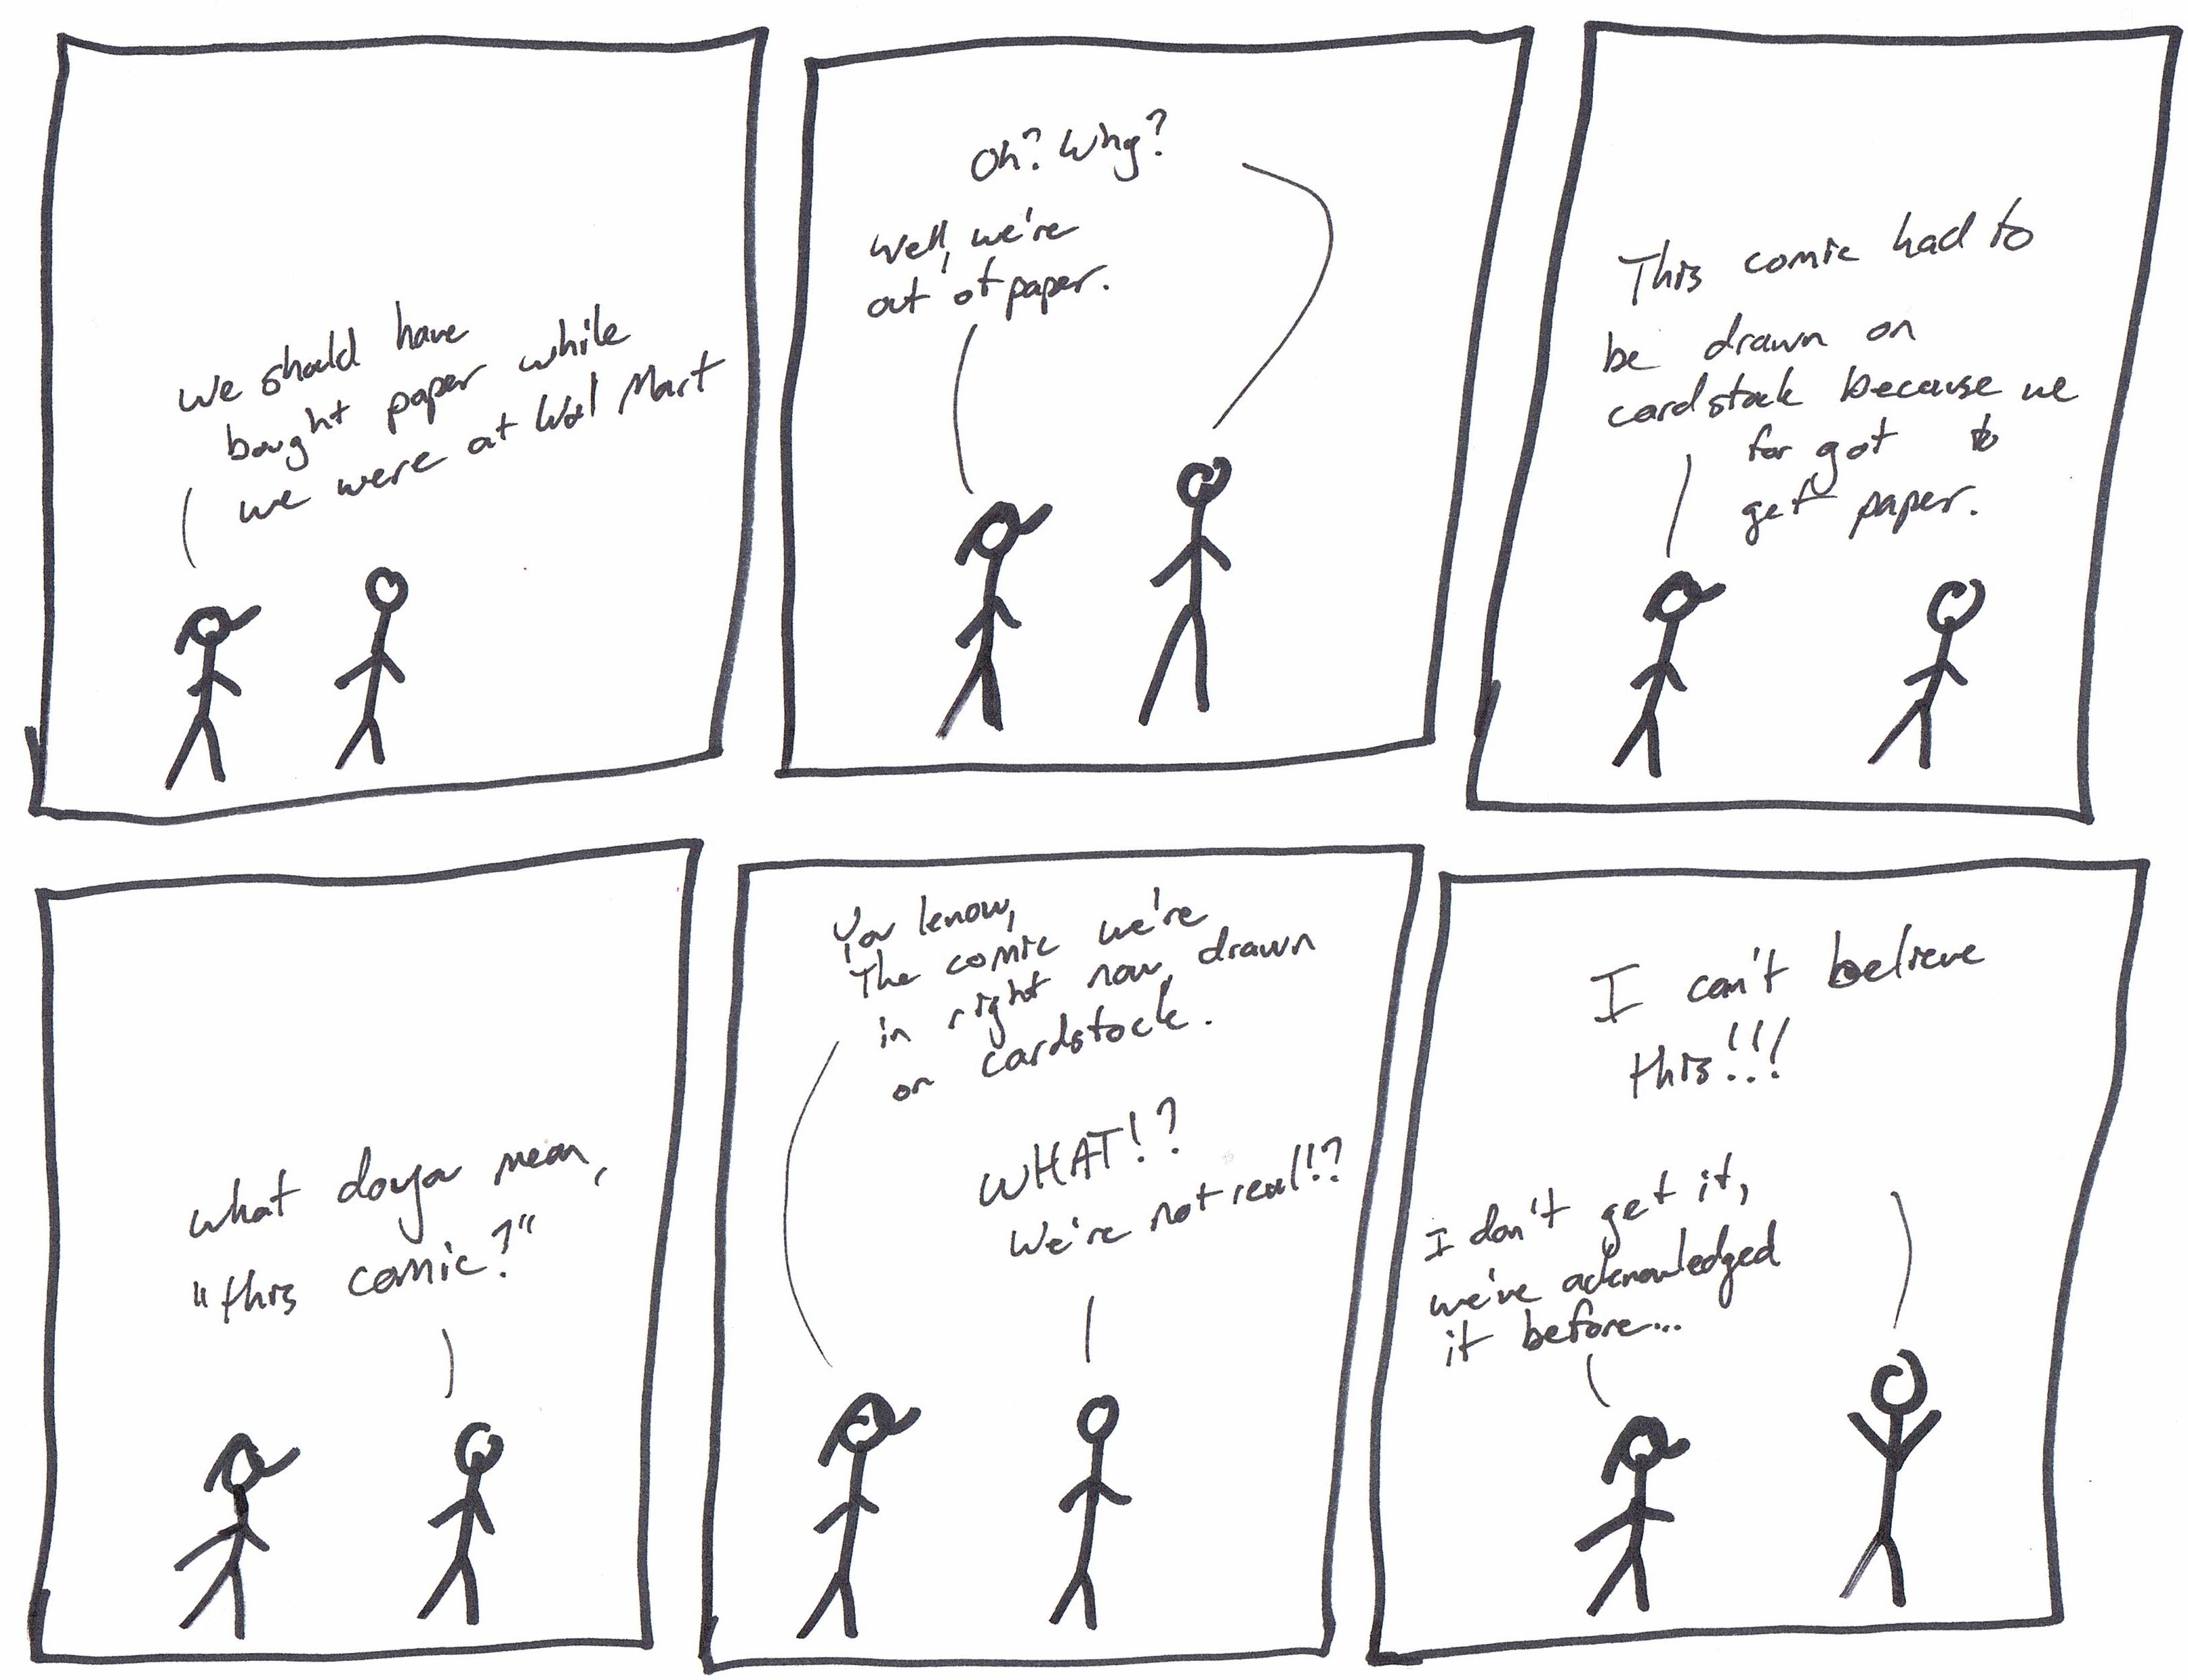 We should have
bought paper while
we were at Wal Mart
Oh? Why?
Well, we're
out of paper.
This comic had to
be drawn on
cardstock because we
forgot to
get paper.
what doya mean,
"this comic?"
You know,
The comic we're
in right now, drawn
on cardstock.
WHAT!?
We're not real!?
I can't believe
this!!!
I don't get it,
we've acknowledged
it before...